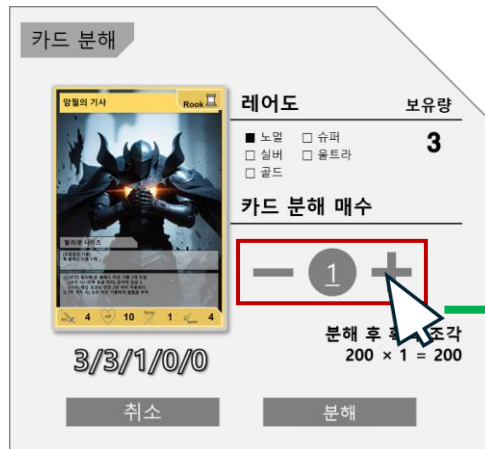 카드 분해
암월의 기사
Rook
레어도
보유량
■ 노멀 □ 슈퍼
□ 실버 □ 울트라
□ 골드
3
카드 분해 매수
1
4 10 1 4
분해 후 조각
200 × 1 = 200
3/3/1/0/0
취소
분해